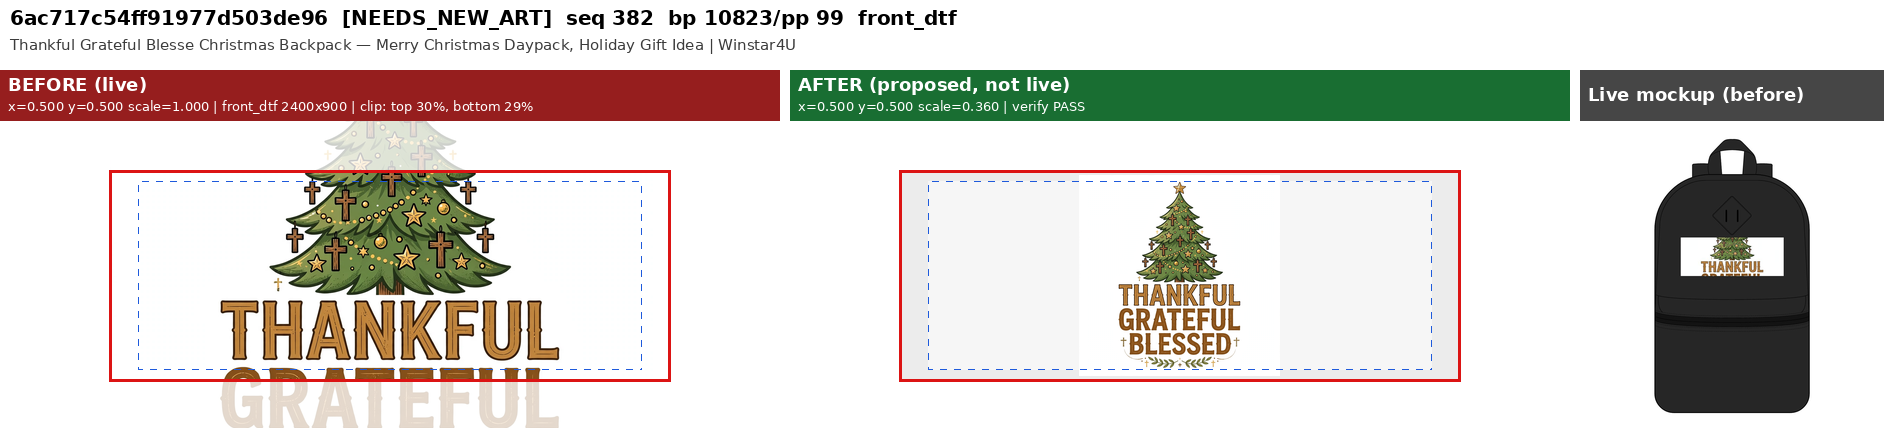 6ac717c54ff91977d503de96 [NEEDS_NEW_ART] seq 382 bp 10823/pp 99 front_dtf
Thankful Grateful Blesse Christmas Backpack — Merry Christmas Daypack, Holiday Gift Idea | Winstar4U
BEFORE (live)
x=0.500 y=0.500 scale=1.000 | front_dtf 2400x900 | clip: top 30%, bottom 29%
THANKFUL
GRATEFUL
AFTER (proposed, not live)
x=0.500 y=0.500 scale=0.360 | verify PASS
THANKFUL
GRATEFUL
BLESSED
Live mockup (before)
THANKFUL